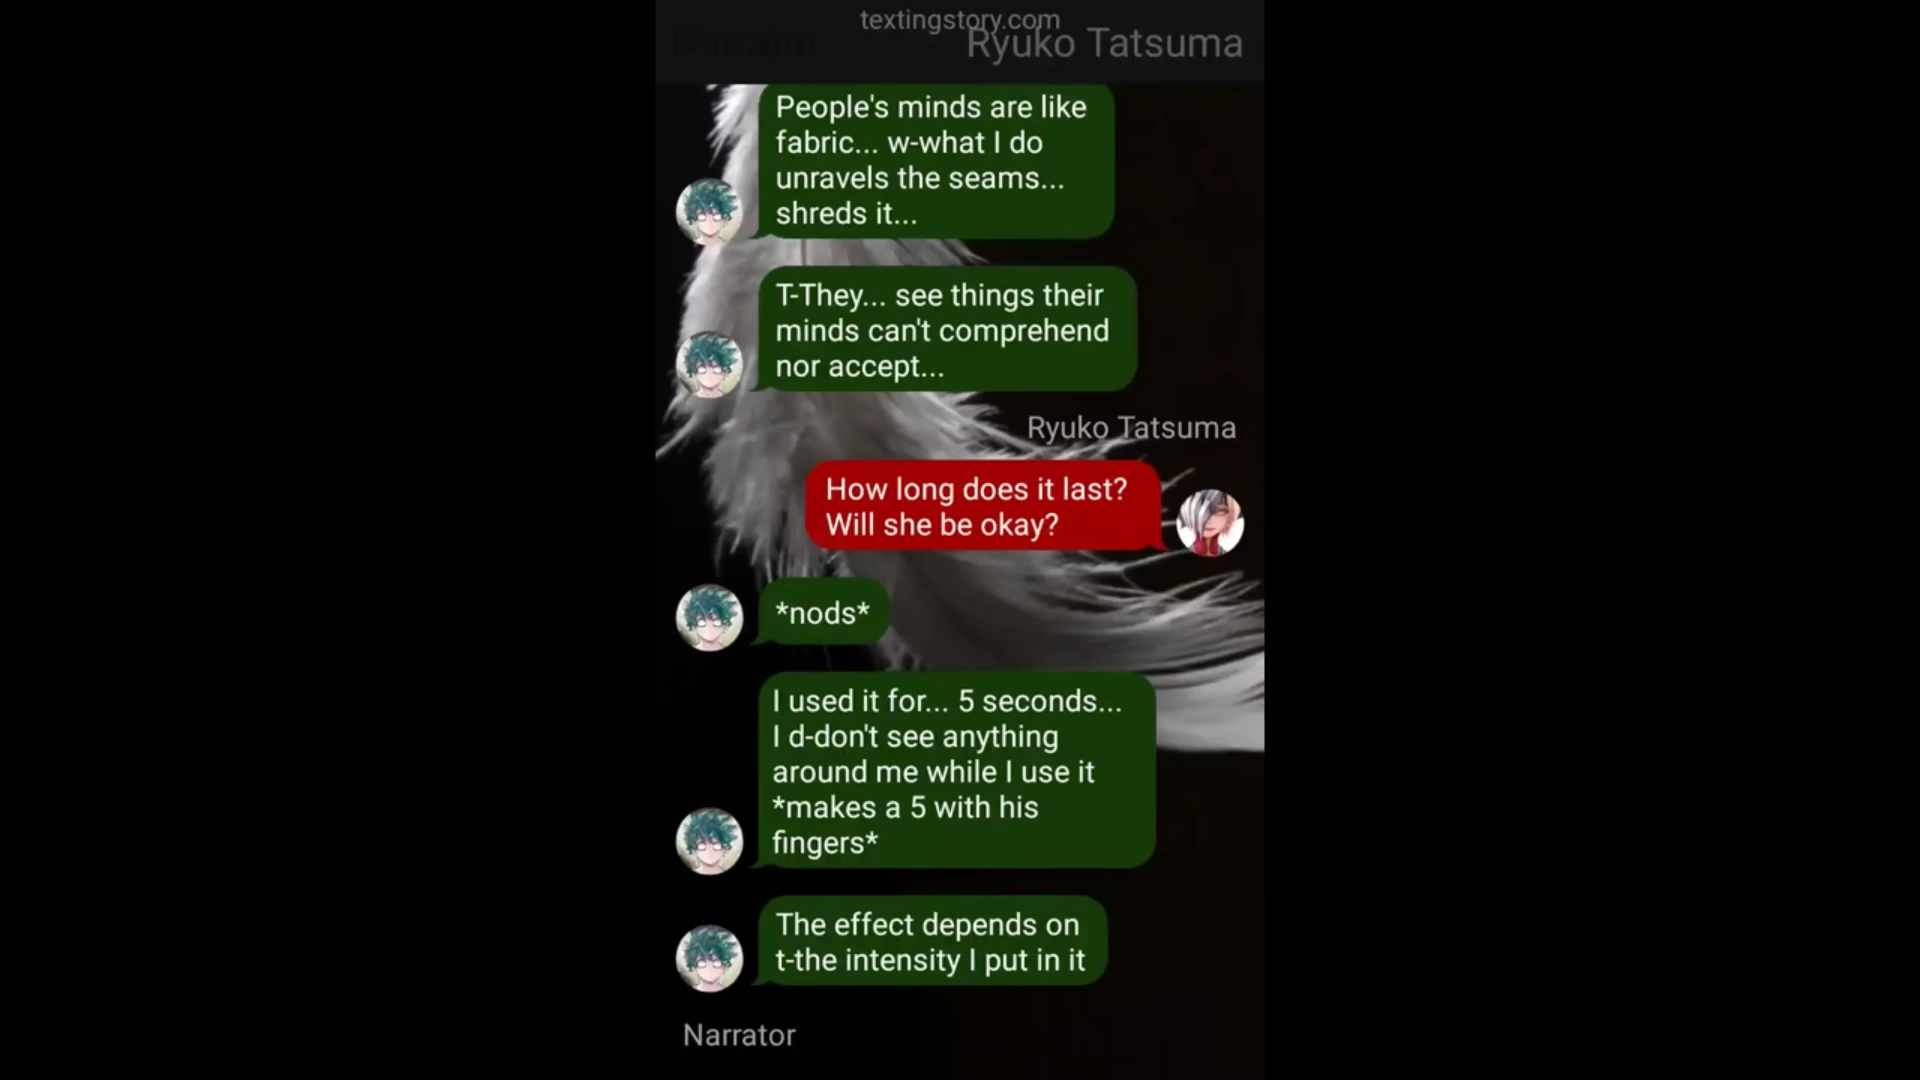 textingstory.com
Narrator
Ryuko Tatsuma
People's minds are like
fabric... w-what I do
unravels the seams...
shreds it...
T-They... see things their
minds can't comprehend
nor accept...
Ryuko Tatsuma
How long does it last?
Will she be okay?
*nods*
I used it for... 5 seconds...
I d-don't see anything
around me while I use it
*makes a 5 with his
fingers*
The effect depends on
t-the intensity I put in it
Narrator